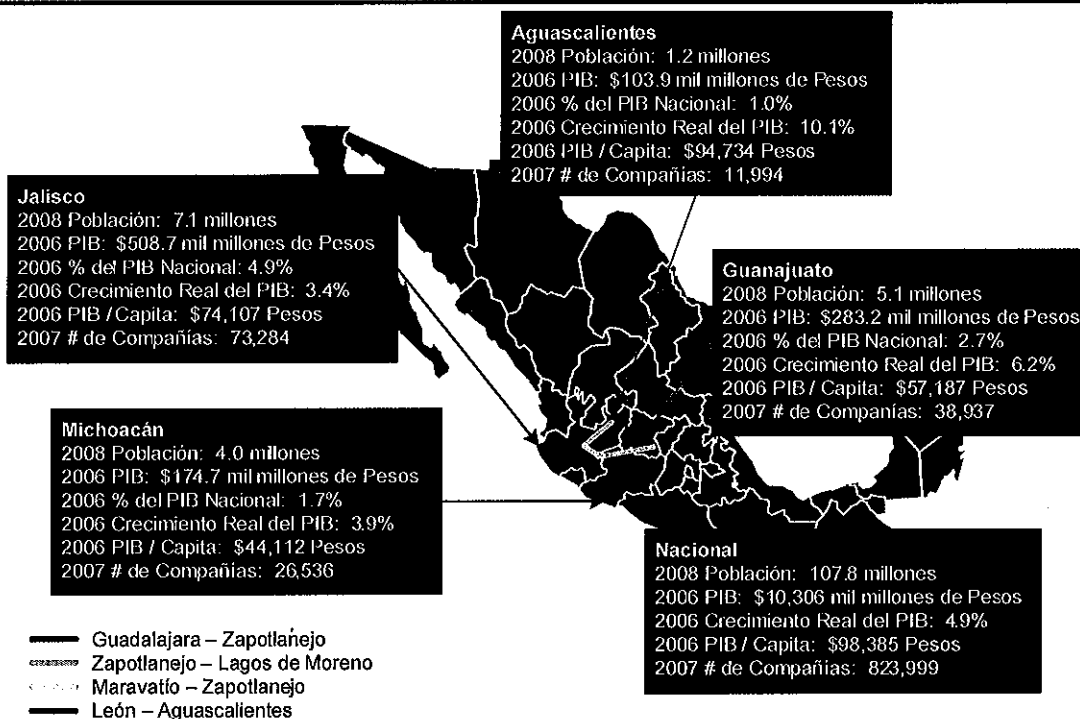 Aguascalientes
2008 Población: 1.2 millones
2006 PIB: $103.9 mil millones de Pesos
2006 % del PIB Nacional: 1.0%
2006 Crecimiento Real del PIB: 10.1%
2006 PIB / Capita: $94,734 Pesos
2007 # de Compañías: 11,994
Jalisco
2008 Población: 7.1 millones
2006 PIB: $508.7 mil millones de Pesos
2006 % del PIB Nacional: 4.9%
2006 Crecimiento Real del PIB: 3.4%
2006 PIB / Capita: $74,107 Pesos
2007 # de Compañías: 73,284
Guanajuato
2008 Población: 5.1 millones
2006 PIB: $283.2 mil millones de Pesos
2006 % del PIB Nacional: 2.7%
2006 Crecimiento Real del PIB: 6.2%
2006 PIB / Capita: $57,187 Pesos
2007 # de Compañías: 38,937
Michoacán
2008 Población: 4.0 millones
2006 PIB: $174.7 mil millones de Pesos
2006 % del PIB Nacional: 1.7%
2006 Crecimiento Real del PIB: 3.9%
2006 PIB / Capita: $44,112 Pesos
2007 # de Compañías: 26,536
Nacional
2008 Población: 107.8 millones
2006 PIB: $10,306 mil millones de Pesos
2006 Crecimiento Real del PIB: 4.9%
2006 PIB / Capita: $98,385 Pesos
2007 # de Compañías: 823,999
Guadalajara – Zapotlanejo
Zapotlanejo – Lagos de Moreno
Maravatío – Zapotlanejo
León – Aguascalientes